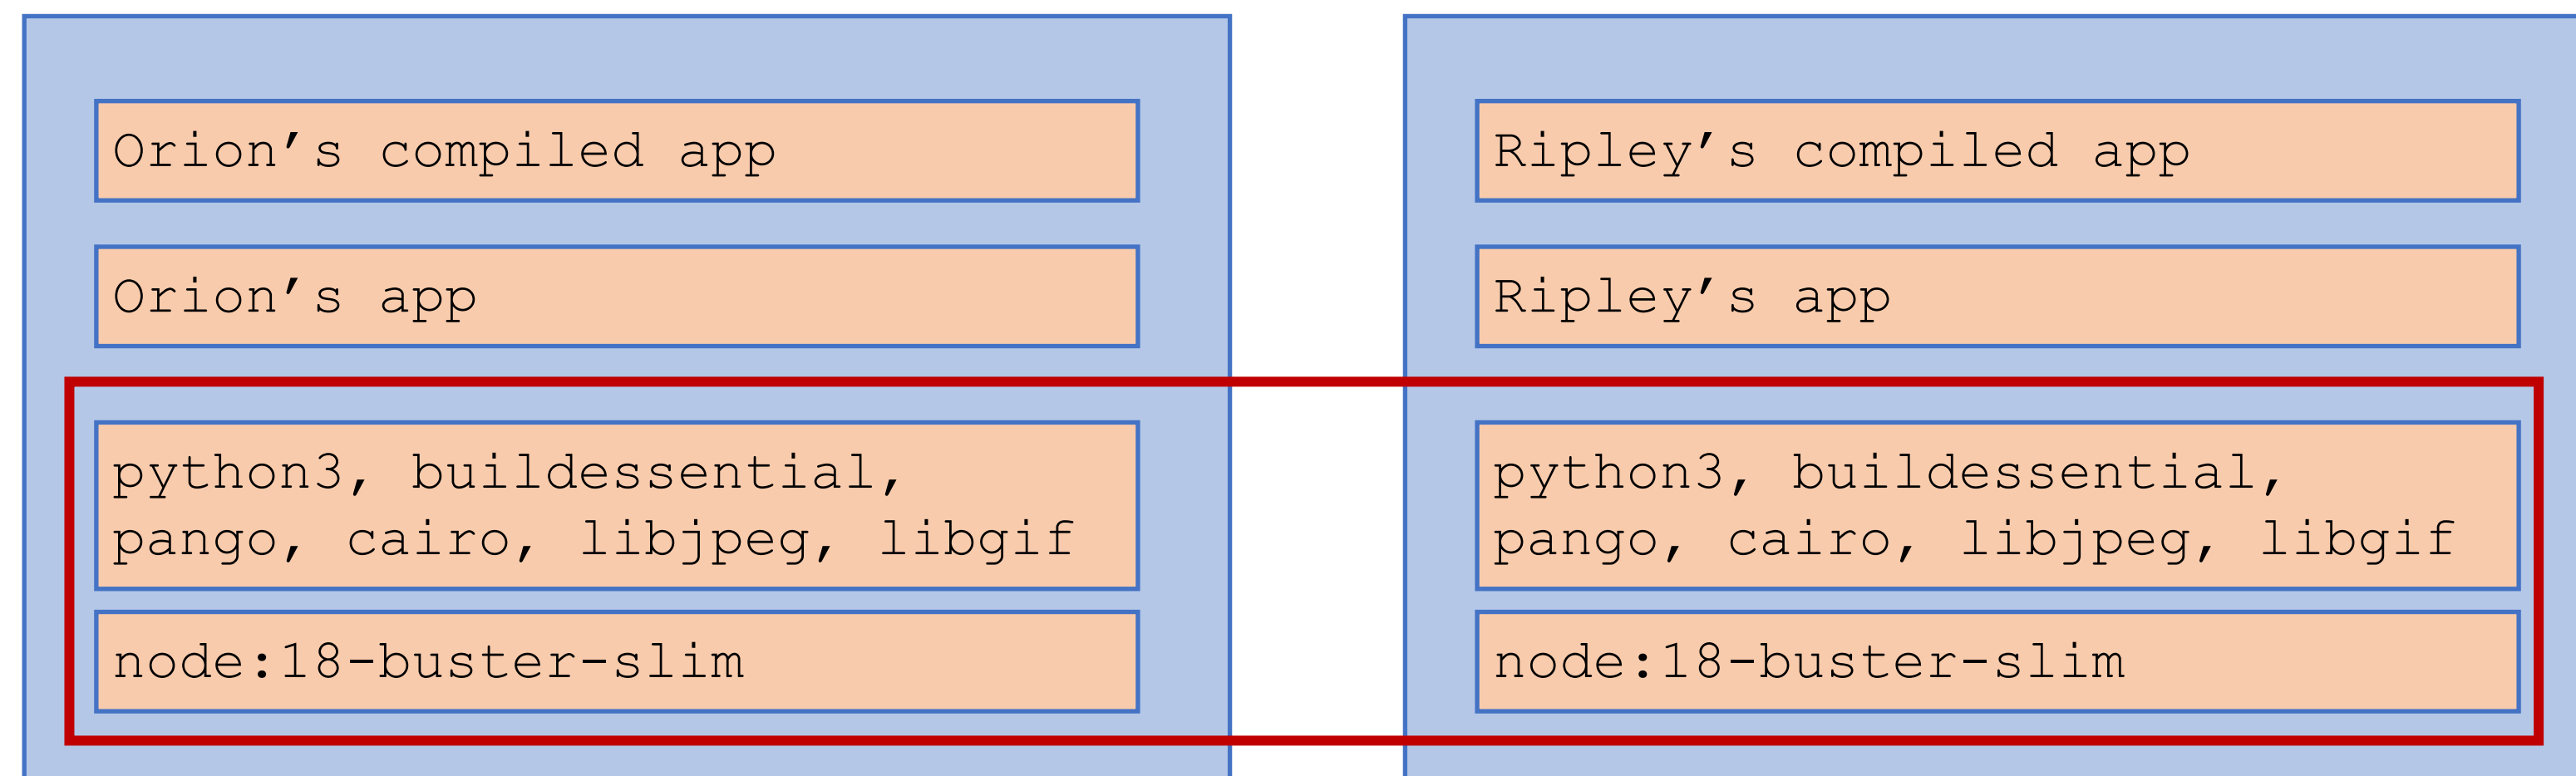 Orion’s compiled app
Ripley’s compiled app
Orion’s app
Ripley’s app
python3, buildessential,
pango, cairo, libjpeg, libgif
python3, buildessential,
pango, cairo, libjpeg, libgif
node:18-buster-slim
node:18-buster-slim